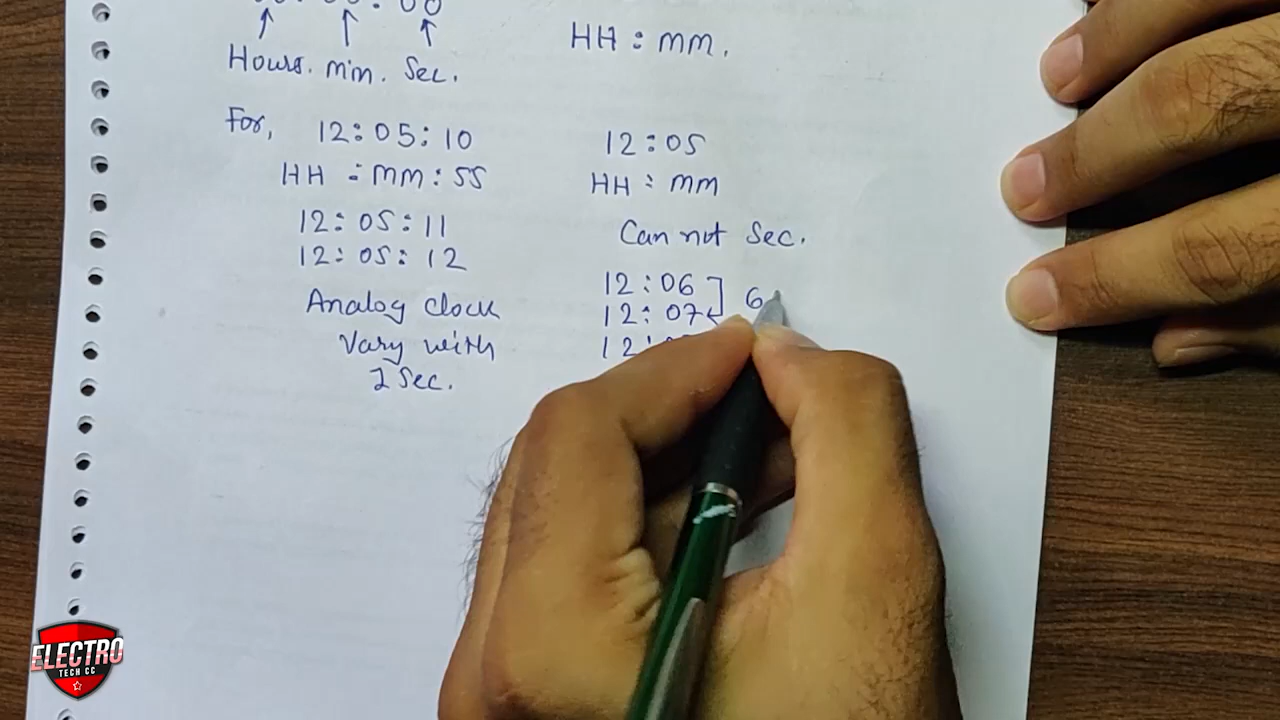 00
Hours. min. Sec.
For, 12:05:10
HH :mm:SS
12:05:11
12:05:12
Analog clock
Vary with
1 Sec.
HH : mm.
12:05
HH : mm
Can not Sec.
12:06
12:07
12:
6
ELECTRO
TECH CC